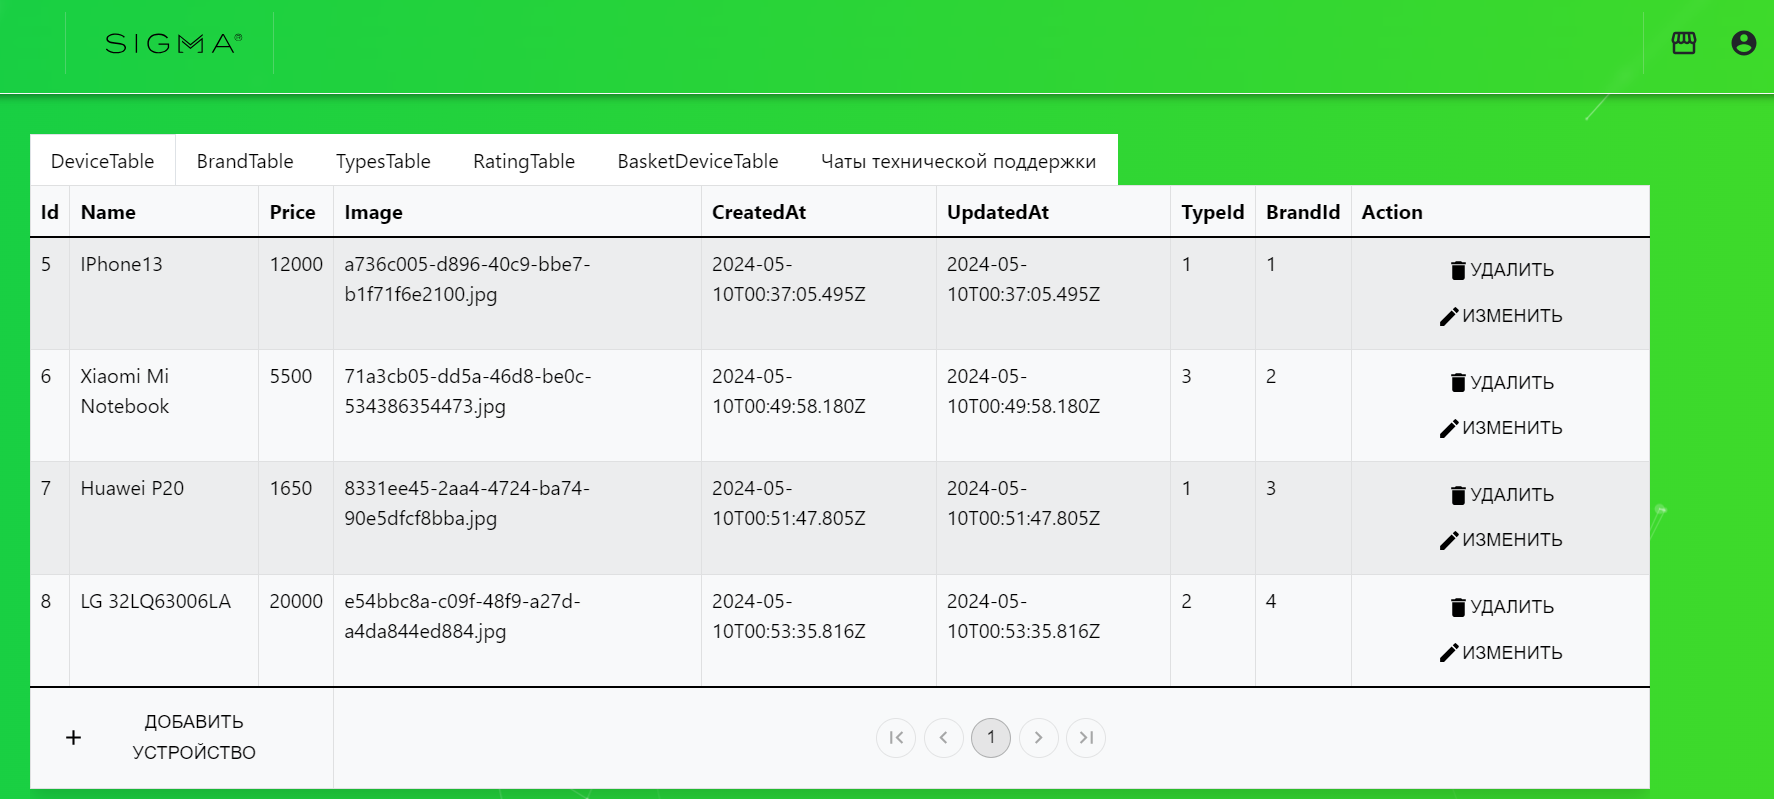 SIGMA®
DeviceTable BrandTable TypesTable RatingTable BasketDeviceTable Чаты технической поддержки
Id Name Price Image CreatedAt UpdatedAt TypeId BrandId Action
5 IPhone13 12000 a736c005-d896-40c9-bbe7- 2024-05- 2024-05- 1 1 УДАЛИТЬ
b1f71f6e2100.jpg 10T00:37:05.495Z 10T00:37:05.495Z
ИЗМЕНИТЬ
6 Xiaomi Mi 5500 71a3cb05-dd5a-46d8-be0c- 2024-05- 2024-05- 3 2 УДАЛИТЬ
Notebook 534386354473.jpg 10T00:49:58.180Z 10T00:49:58.180Z
ИЗМЕНИТЬ
7 Huawei P20 1650 8331ee45-2aa4-4724-ba74- 2024-05- 2024-05- 1 3 УДАЛИТЬ
90e5dfcf8bba.jpg 10T00:51:47.805Z 10T00:51:47.805Z
ИЗМЕНИТЬ
8 LG 32LQ63006LA 20000 e54bbc8a-c09f-48f9-a27d- 2024-05- 2024-05- 2 4 УДАЛИТЬ
a4da844ed884.jpg 10T00:53:35.816Z 10T00:53:35.816Z
ИЗМЕНИТЬ
+ ДОБАВИТЬ
УСТРОЙСТВО
1